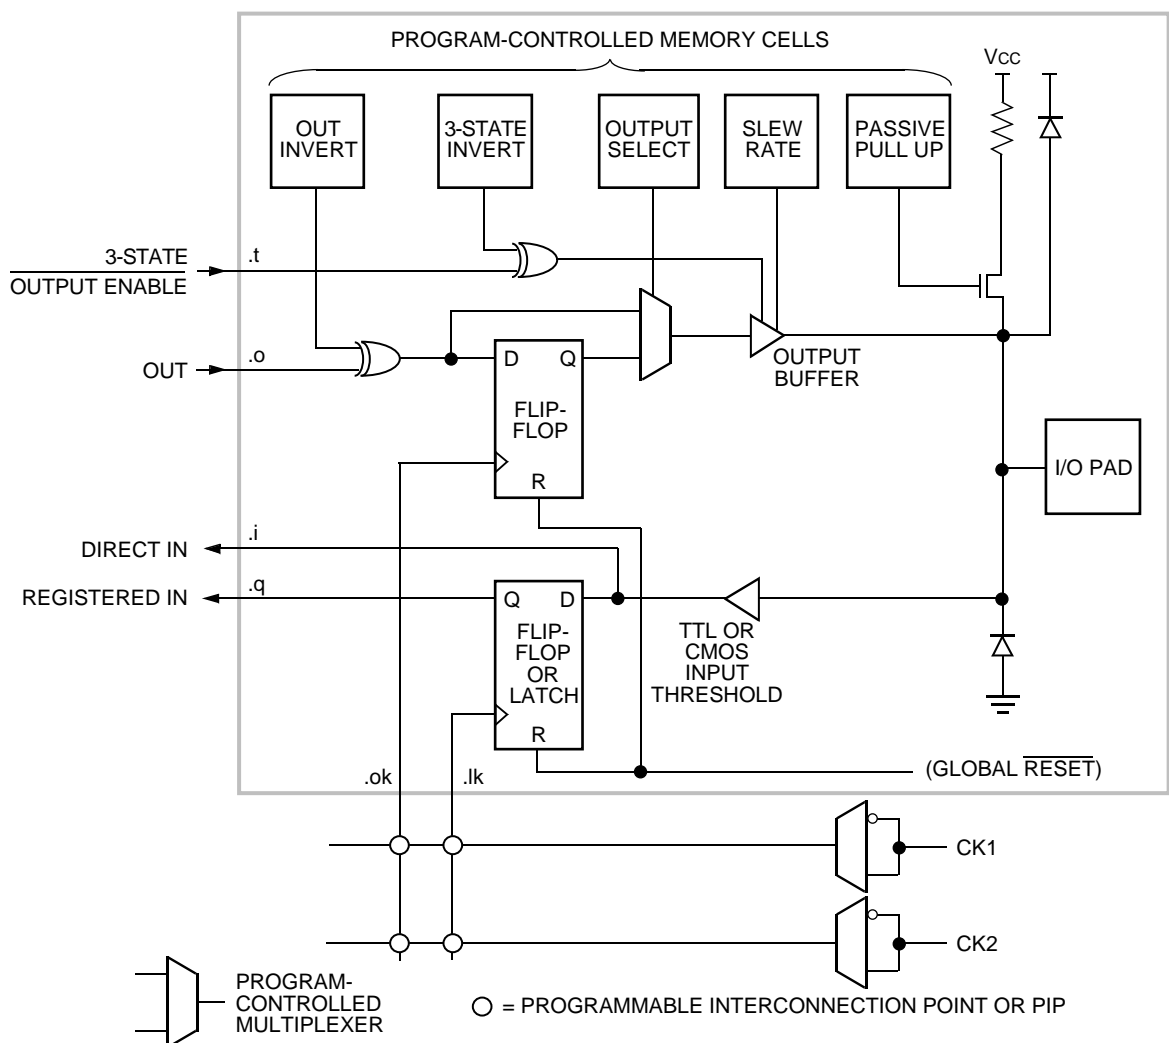 PROGRAM-CONTROLLED MEMORY CELLS
VCC
OUT
INVERT
3-STATE
INVERT
OUTPUT
SELECT
SLEW
RATE
PASSIVE
PULL UP
3-STATE
OUTPUT ENABLE
.t
OUT
.o
D
Q
FLIP-
FLOP
R
OUTPUT
BUFFER
I/O PAD
DIRECT IN
.i
REGISTERED IN
.q
Q
D
FLIP-
FLOP
OR
LATCH
R
TTL OR
CMOS
INPUT
THRESHOLD
.ok
.lk
(GLOBAL RESET)
CK1
CK2
PROGRAM-
CONTROLLED
MULTIPLEXER
= PROGRAMMABLE INTERCONNECTION POINT OR PIP